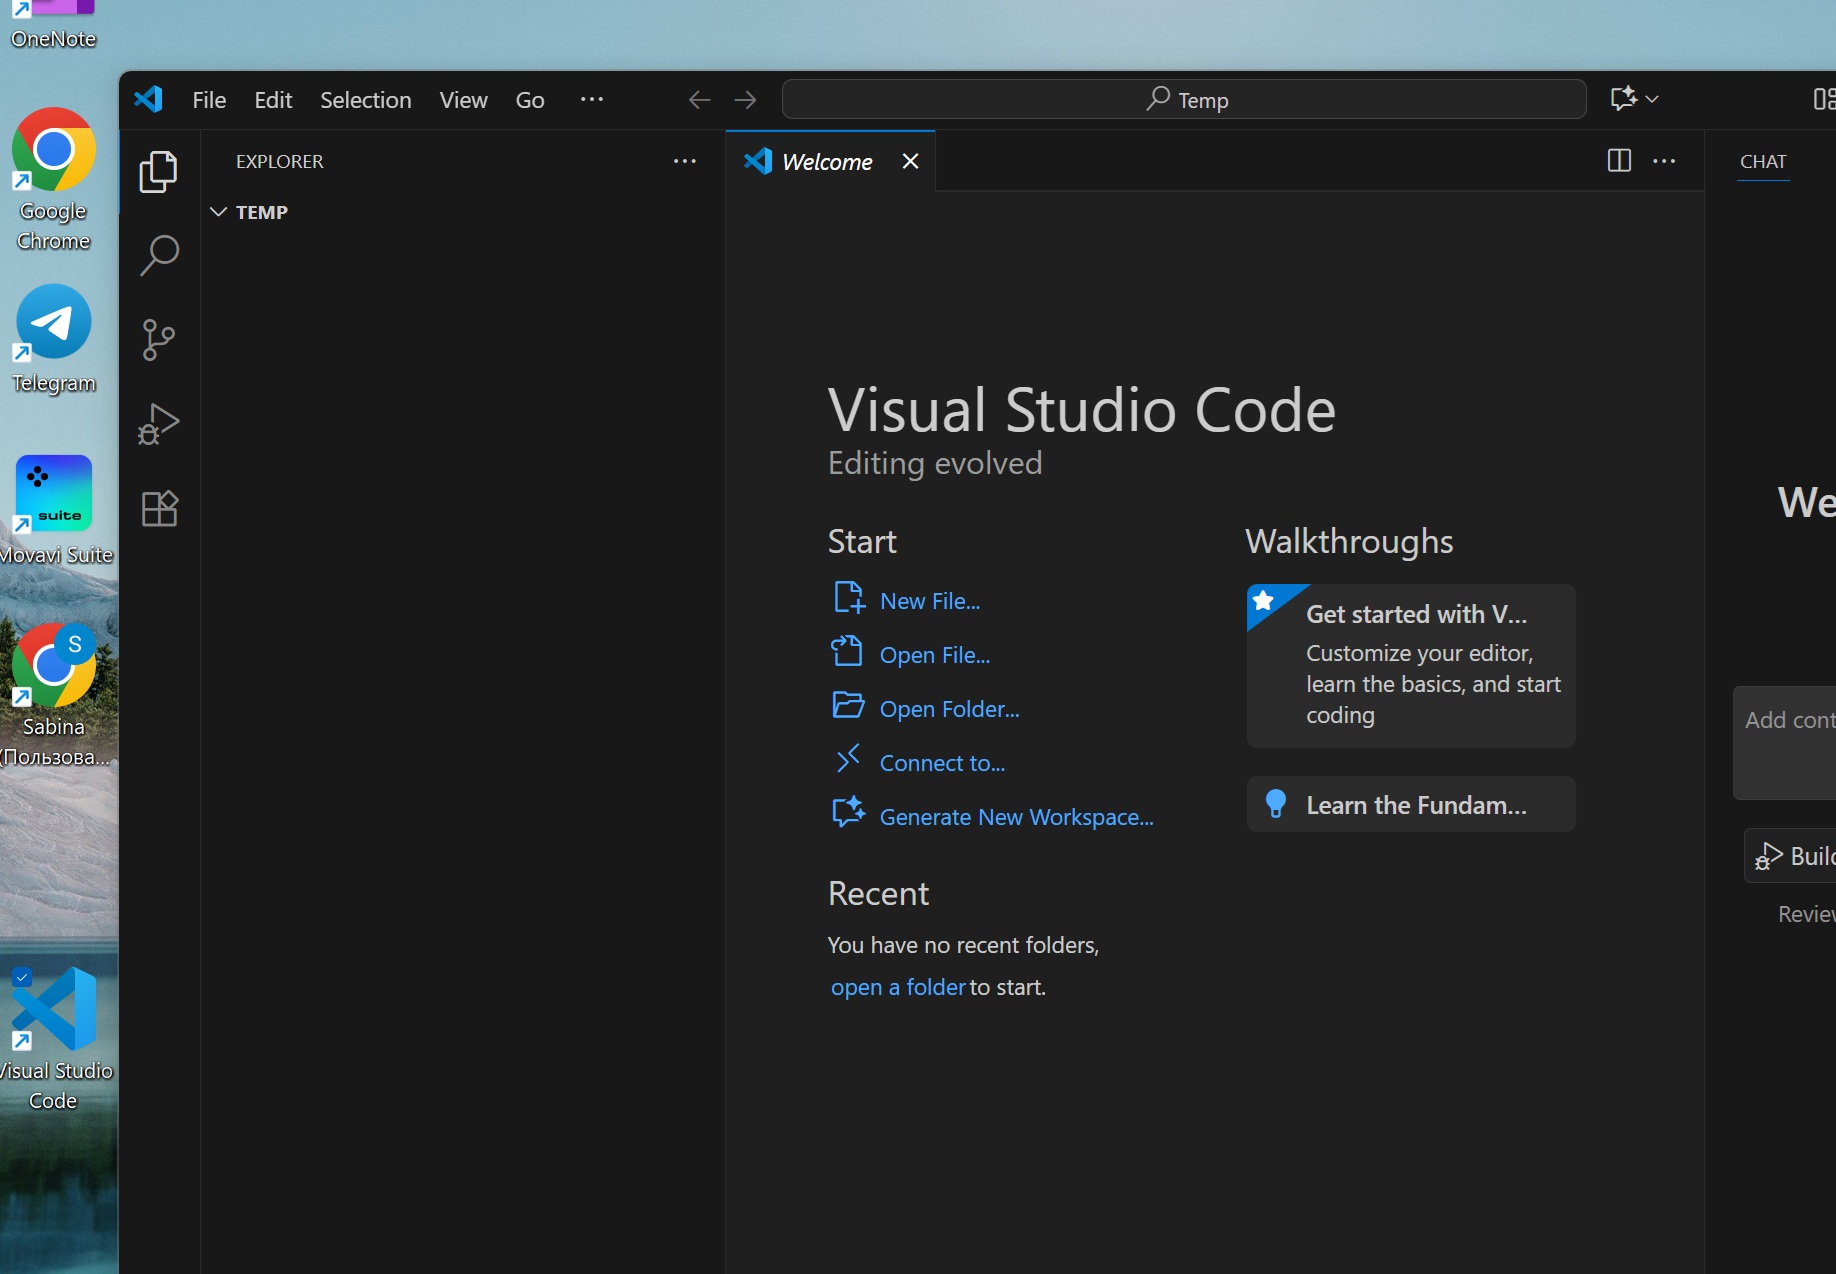 OneNote
Google
Chrome
Telegram
suite
Movavi Suite
S
Sabina
(Пользова...
Visual Studio
Code
File Edit Selection View Go ...
Temp
EXPLORER
TEMP
Welcome
CHAT
Visual Studio Code
Editing evolved
Start
New File...
Open File...
Open Folder...
Connect to...
Generate New Workspace...
Recent
You have no recent folders,
open a folder to start.
Walkthroughs
Get started with V...
Customize your editor,
learn the basics, and start
coding
Learn the Fundam...
We
Add cont
Build
Review